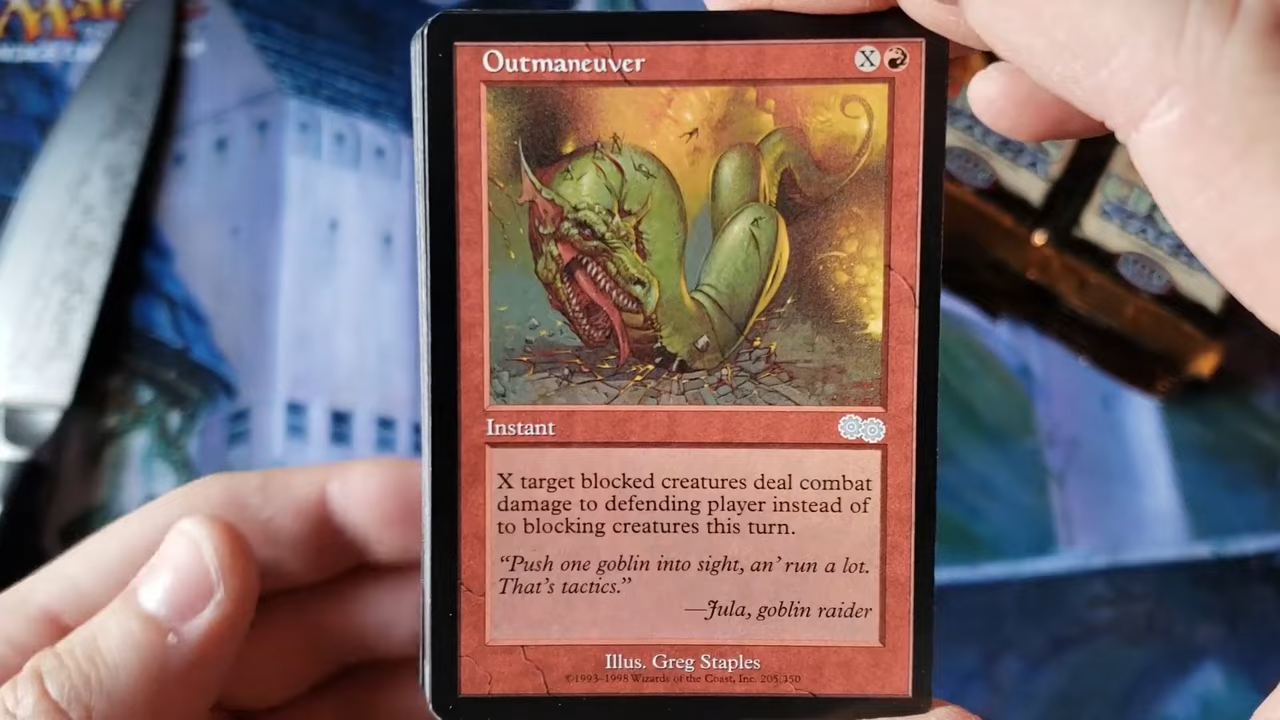 Magic
Outmaneuver
X
Instant
X target blocked creatures deal combat
damage to defending player instead of
to blocking creatures this turn.
“Push one goblin into sight, an’ run a lot.
That’s tactics.”
—Jula, goblin raider
Illus. Greg Staples
©1993–1998 Wizards of the Coast, Inc. 205/350